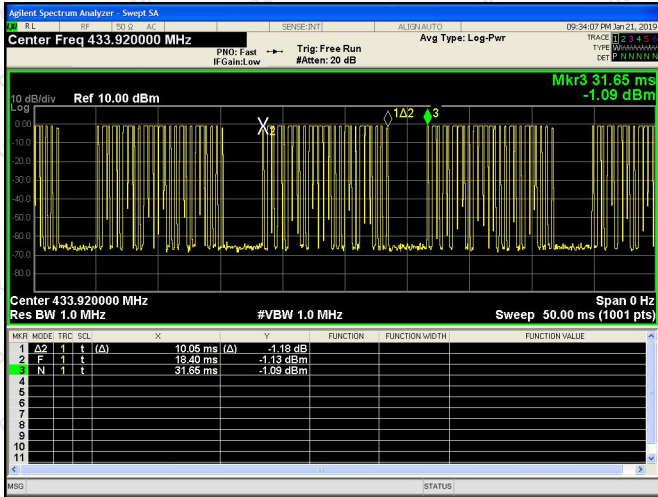 Agilent Spectrum Analyzer - Swept SA
RL RF 50 Ω AC SENSE:INT ALIGN AUTO 09:34:07 PM Jan 21, 2019
Center Freq 433.920000 MHz
PNO: Fast
IFGain:Low
Trig: Free Run
#Atten: 20 dB
Avg Type: Log-Pwr
TRACE 1 2 3 4 5 6
TYPE W
DET P N N N N N
Mkr3 31.65 ms
-1.09 dBm
10 dB/div Ref 10.00 dBm
Log
0.00
-10.0
-20.0
-30.0
-40.0
-50.0
-60.0
-70.0
-80.0
2
1Δ2
3
Center 433.920000 MHz Span 0 Hz
Res BW 1.0 MHz #VBW 1.0 MHz Sweep 50.00 ms (1001 pts)
MKR MODE TRC SCL X Y FUNCTION FUNCTION WIDTH FUNCTION VALUE
1 Δ2 1 t (Δ) 10.05 ms (Δ) -1.18 dB
2 F 1 t 18.40 ms -1.13 dBm
3 N 1 t 31.65 ms -1.09 dBm
4
5
6
7
8
9
10
11
MSG STATUS